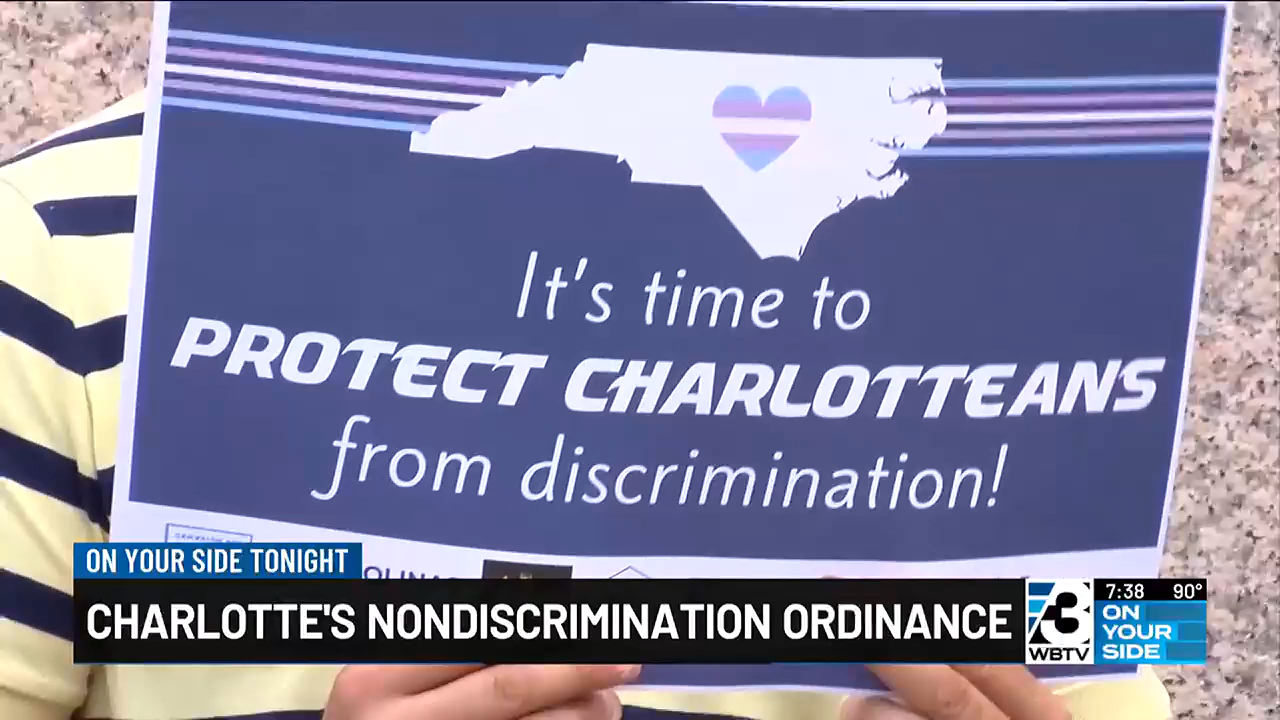 It's time to
PROTECT CHARLOTTEANS
from discrimination!
ON YOUR SIDE TONIGHT
CHARLOTTE'S NONDISCRIMINATION ORDINANCE
3
WBTV
7:38 90°
ON
YOUR
SIDE